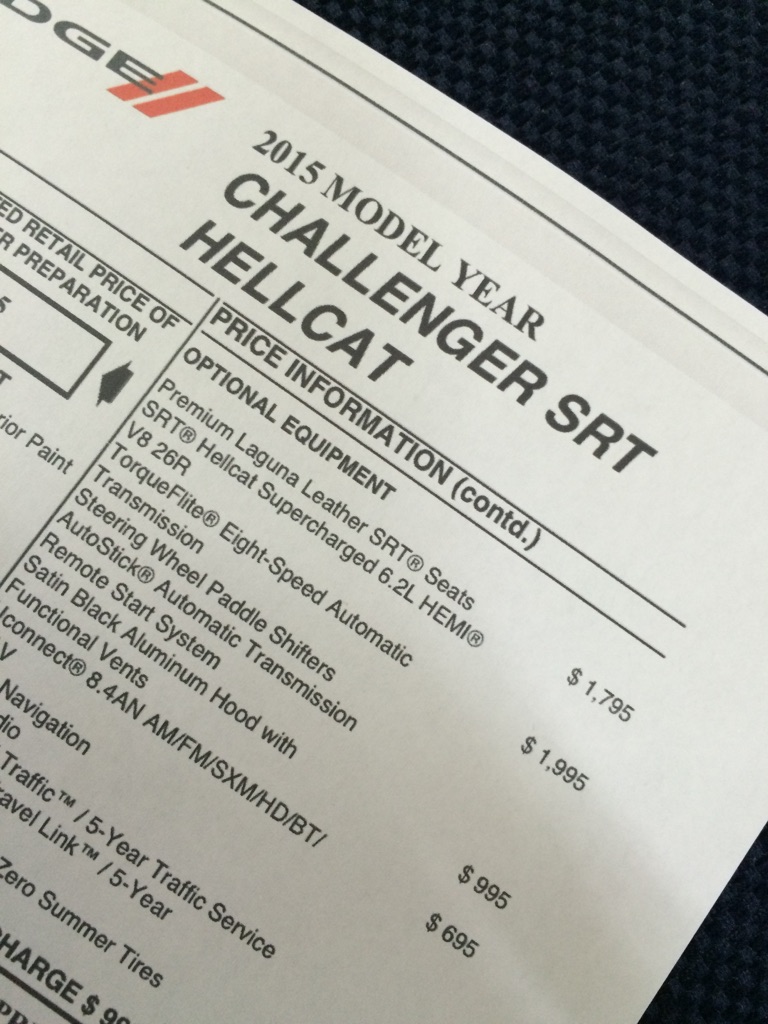 2015 MODEL YEAR
CHALLENGER SRT
HELLCAT
RETAIL PRICE OF
PREPARATION
5
Paint
PRICE INFORMATION (contd.)
OPTIONAL EQUIPMENT
Premium Laguna Leather SRT® Seats $ 1,795
SRT® Hellcat Supercharged 6.2L HEMI®
V8 26R
TorqueFlite® Eight-Speed Automatic $ 1,995
Transmission
Steering Wheel Paddle Shifters
AutoStick® Automatic Transmission
Remote Start System
Satin Black Aluminum Hood with $ 995
Functional Vents
8.4AN AM/FM/SXM/HD/BT/ $ 695
V
Navigation
Traffic™ / 5-Year Traffic Service
Link™ / 5-Year
Zero Summer Tires